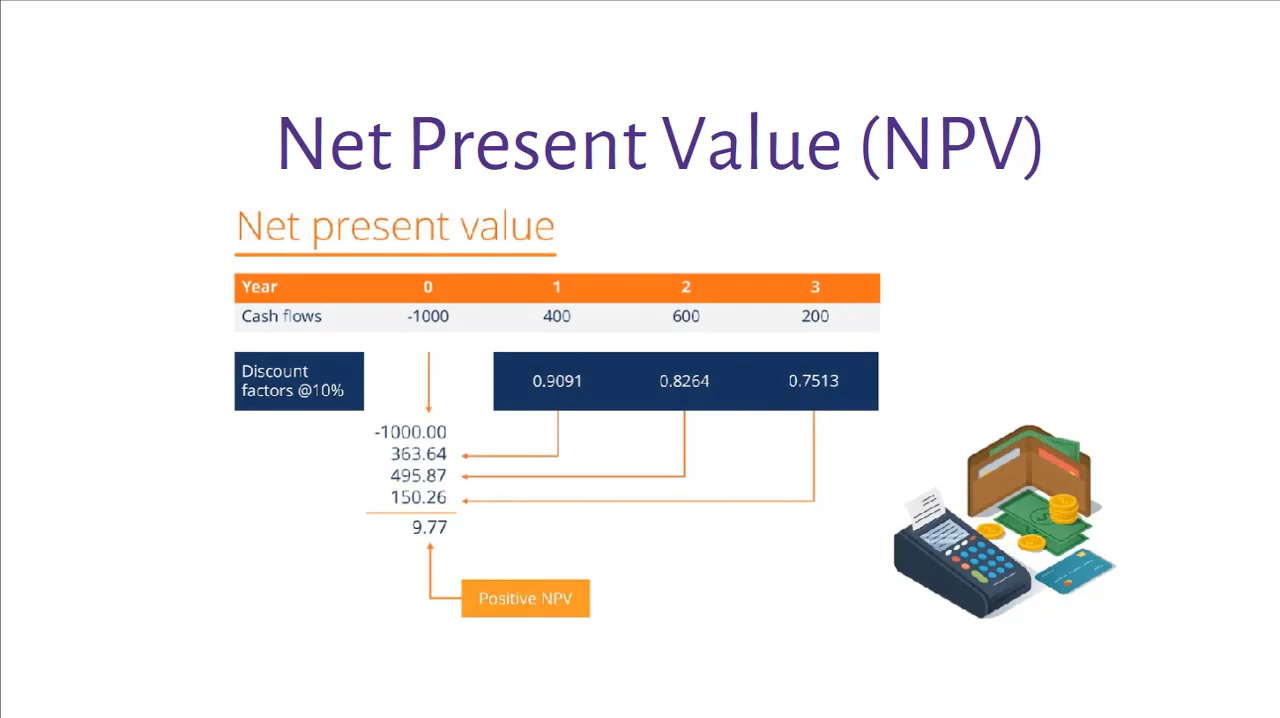 Net Present Value (NPV)
Net present value
Year 0 1 2 3
Cash flows -1000 400 600 200
Discount
factors @10% 0.9091 0.8264 0.7513
-1000.00
363.64
495.87
150.26
9.77
Positive NPV